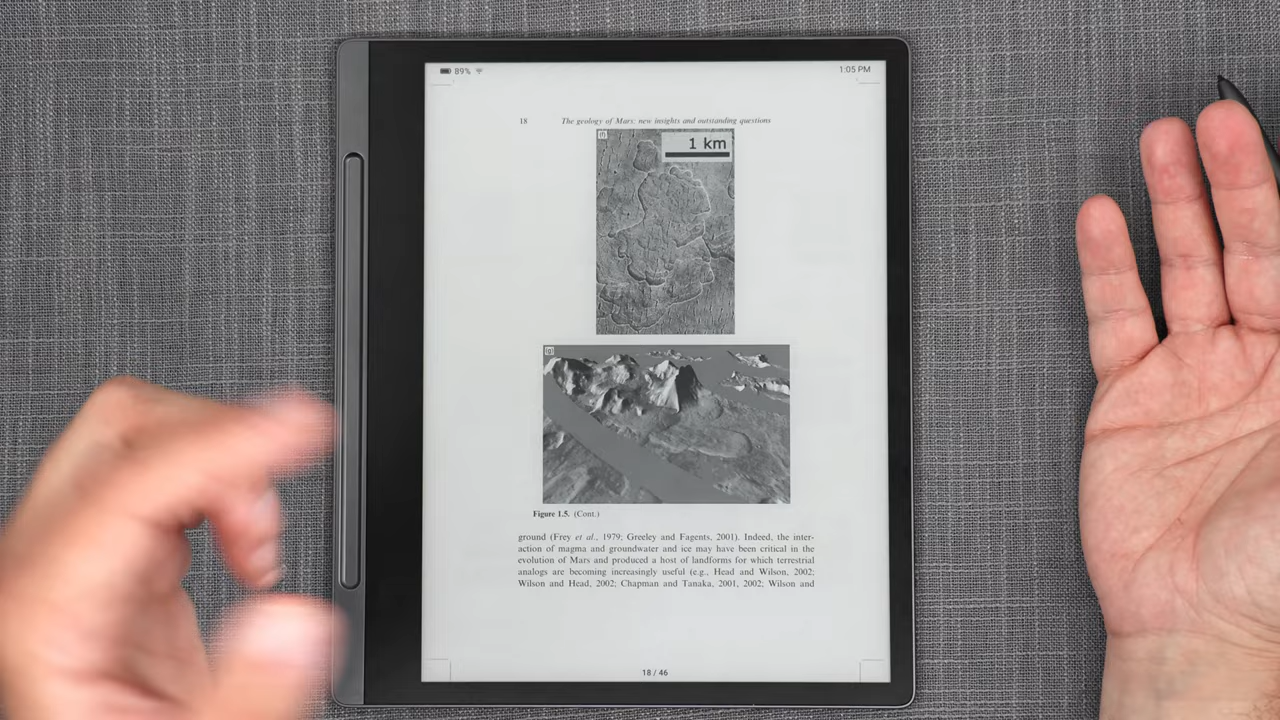 89%
1:05 PM
18 The geology of Mars: new insights and outstanding questions
(f)
1 km
(g)
Figure 1.5. (Cont.)
ground (Frey et al., 1979; Greeley and Fagents, 2001). Indeed, the inter-
action of magma and groundwater and ice may have been critical in the
evolution of Mars and produced a host of landforms for which terrestrial
analogs are becoming increasingly useful (e.g., Head and Wilson, 2002;
Wilson and Head, 2002; Chapman and Tanaka, 2001, 2002; Wilson and
18 / 46